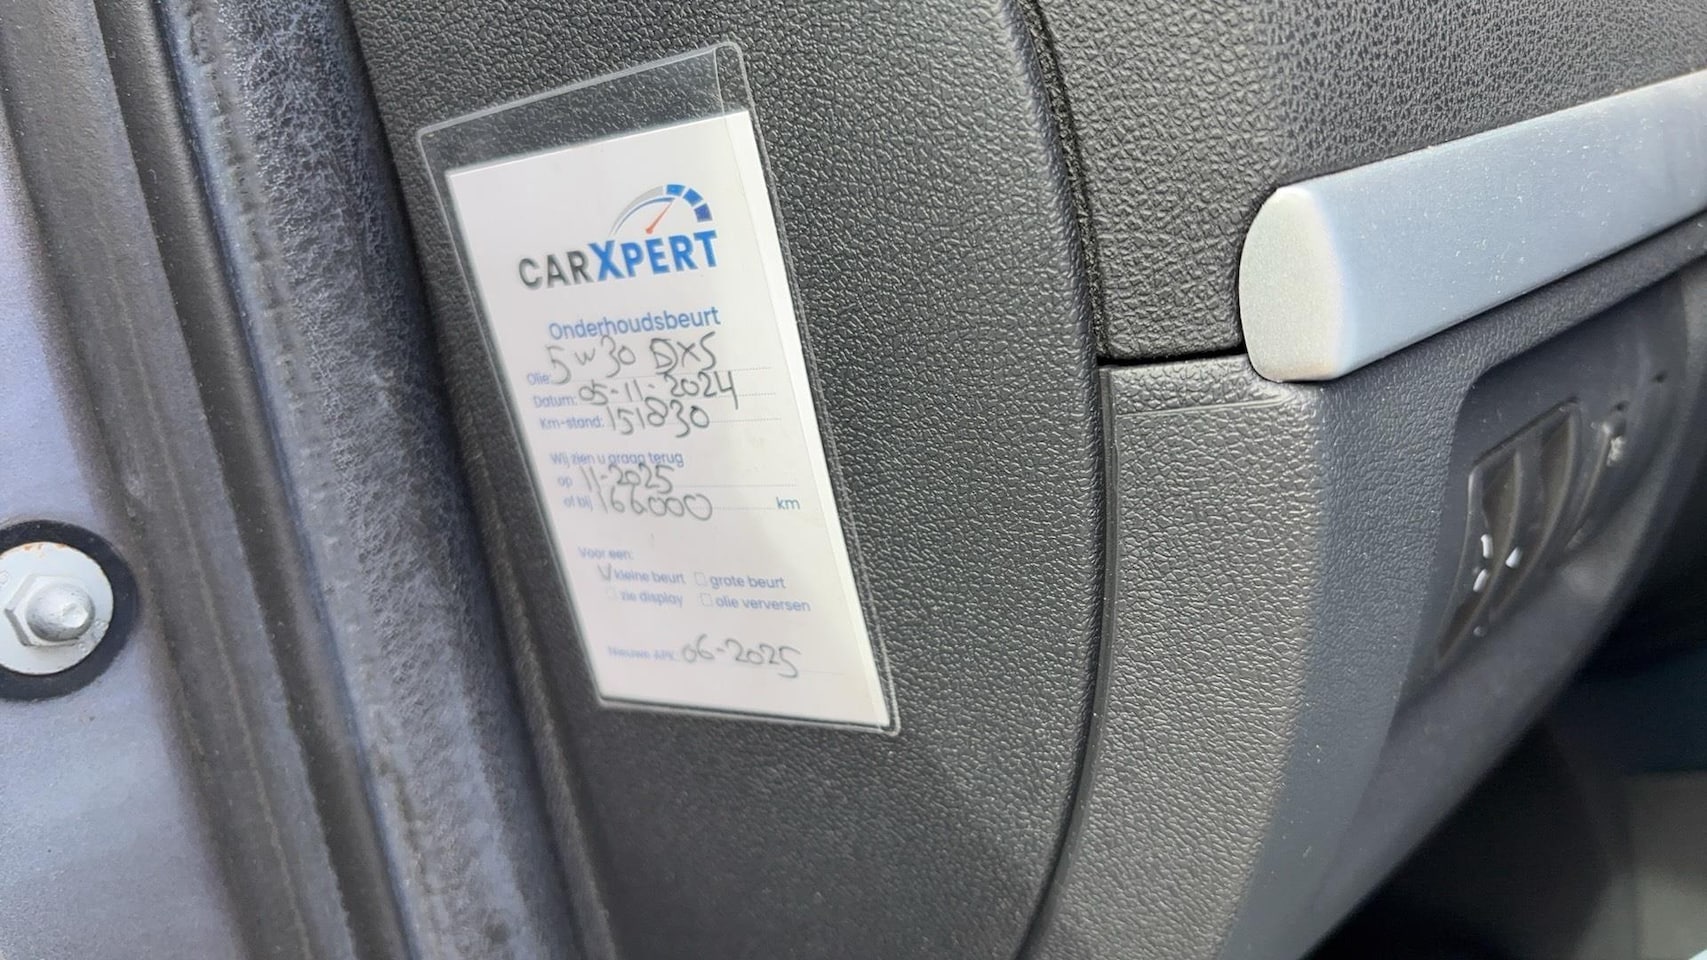 CARXPERT
Onderhoudsbeurt
Olie: 5w30 DXS
Datum: 05-11-2024
Km-stand: 151830
Wij zien u graag terug
op 11-2025
of bij 166000 km
Voor een:
V kleine beurt grote beurt
zie display olie verversen
Nieuwe APK: 06-2025